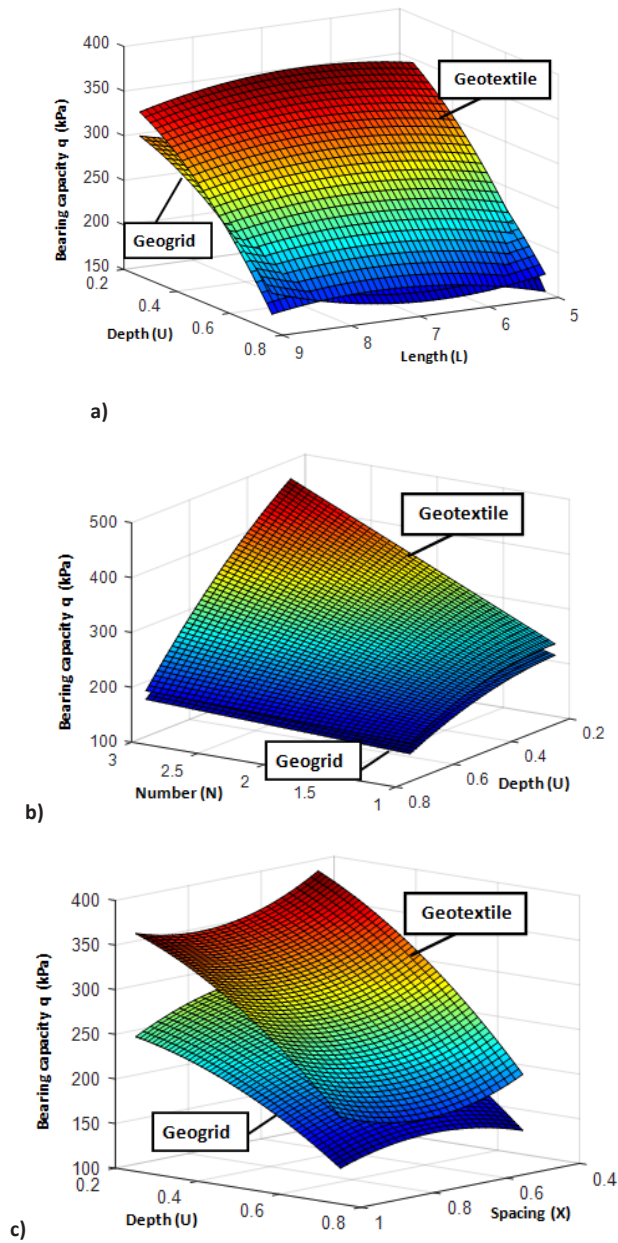 400
350
300
250
200
150
Bearing capacity q (kPa)
Geotextile
Geogrid
0.2
0.4
0.6
0.8
Depth (U)
9
8
7
6
5
Length (L)
a)
500
400
300
200
100
Bearing capacity q (kPa)
Geotextile
Geogrid
3
2.5
2
1.5
1
Number (N)
0.8
0.6
0.4
0.2
Depth (U)
b)
400
350
300
250
200
150
100
Bearing capacity q (kPa)
Geotextile
Geogrid
0.2
0.4
0.6
0.8
Depth (U)
1
0.8
0.6
0.4
Spacing (X)
c)